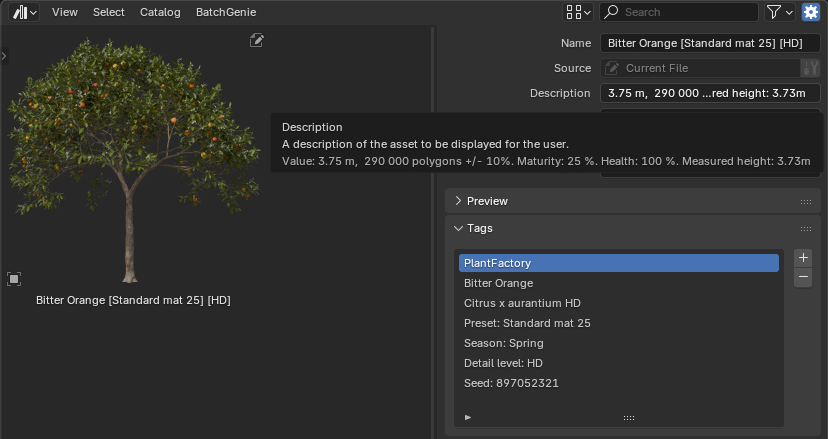 View Select Catalog BatchGenie Search
Name Bitter Orange [Standard mat 25] [HD]
Source Current File
Description 3.75 m,  290 000 ...red height: 3.73m
Description
A description of the asset to be displayed for the user.
Value: 3.75 m,  290 000 polygons +/- 10%. Maturity: 25 %. Health: 100 %. Measured height: 3.73m
Preview
Tags
PlantFactory
Bitter Orange
Citrus x aurantium HD
Preset: Standard mat 25
Season: Spring
Detail level: HD
Seed: 897052321
Bitter Orange [Standard mat 25] [HD]